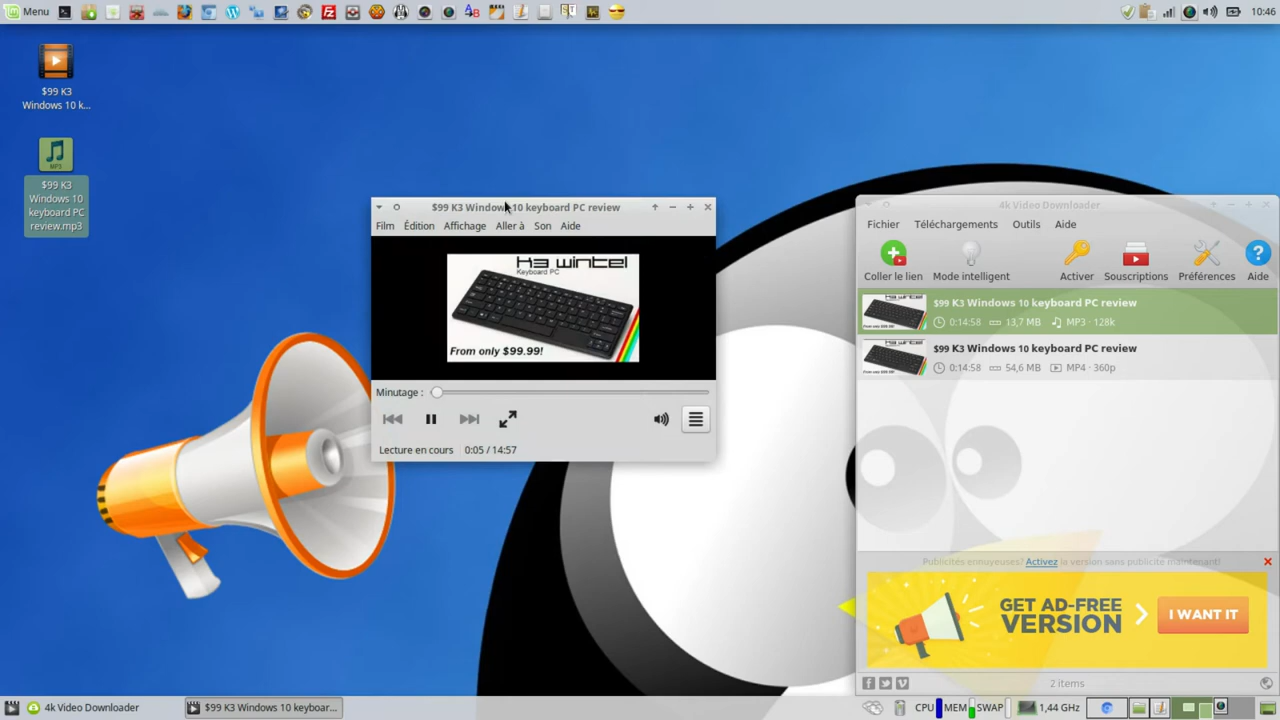 Menu
10:46
$99 K3
Windows 10 k...
MP3
$99 K3
Windows 10
keyboard PC
review.mp3
$99 K3 Windows 10 keyboard PC review
Film Édition Affichage Aller à Son Aide
K3 wintel
Keyboard PC
From only $99.99!
Minutage :
Lecture en cours 0:05 / 14:57
4k Video Downloader
Fichier Téléchargements Outils Aide
Coller le lien Mode intelligent Activer Souscriptions Préférences Aide
$99 K3 Windows 10 keyboard PC review
0:14:58 13,7 MB MP3 · 128k
$99 K3 Windows 10 keyboard PC review
0:14:58 54,6 MB MP4 · 360p
Publicités ennuyeuses? Activez la version sans publicité maintenant!
GET AD-FREE
VERSION
I WANT IT
2 items
4k Video Downloader
$99 K3 Windows 10 keyboar...
CPU MEM SWAP 1,44 GHz